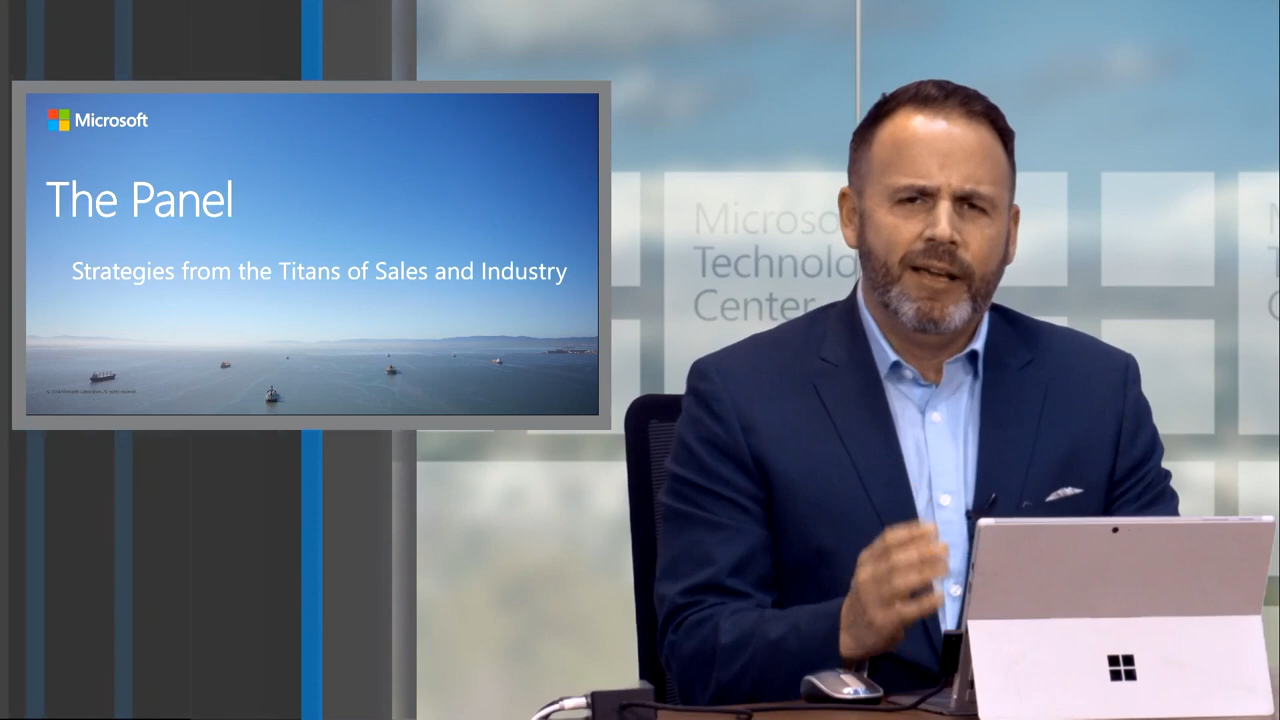 Microsoft
The Panel
Strategies from the Titans of Sales and Industry
Microso
Technolo
Center